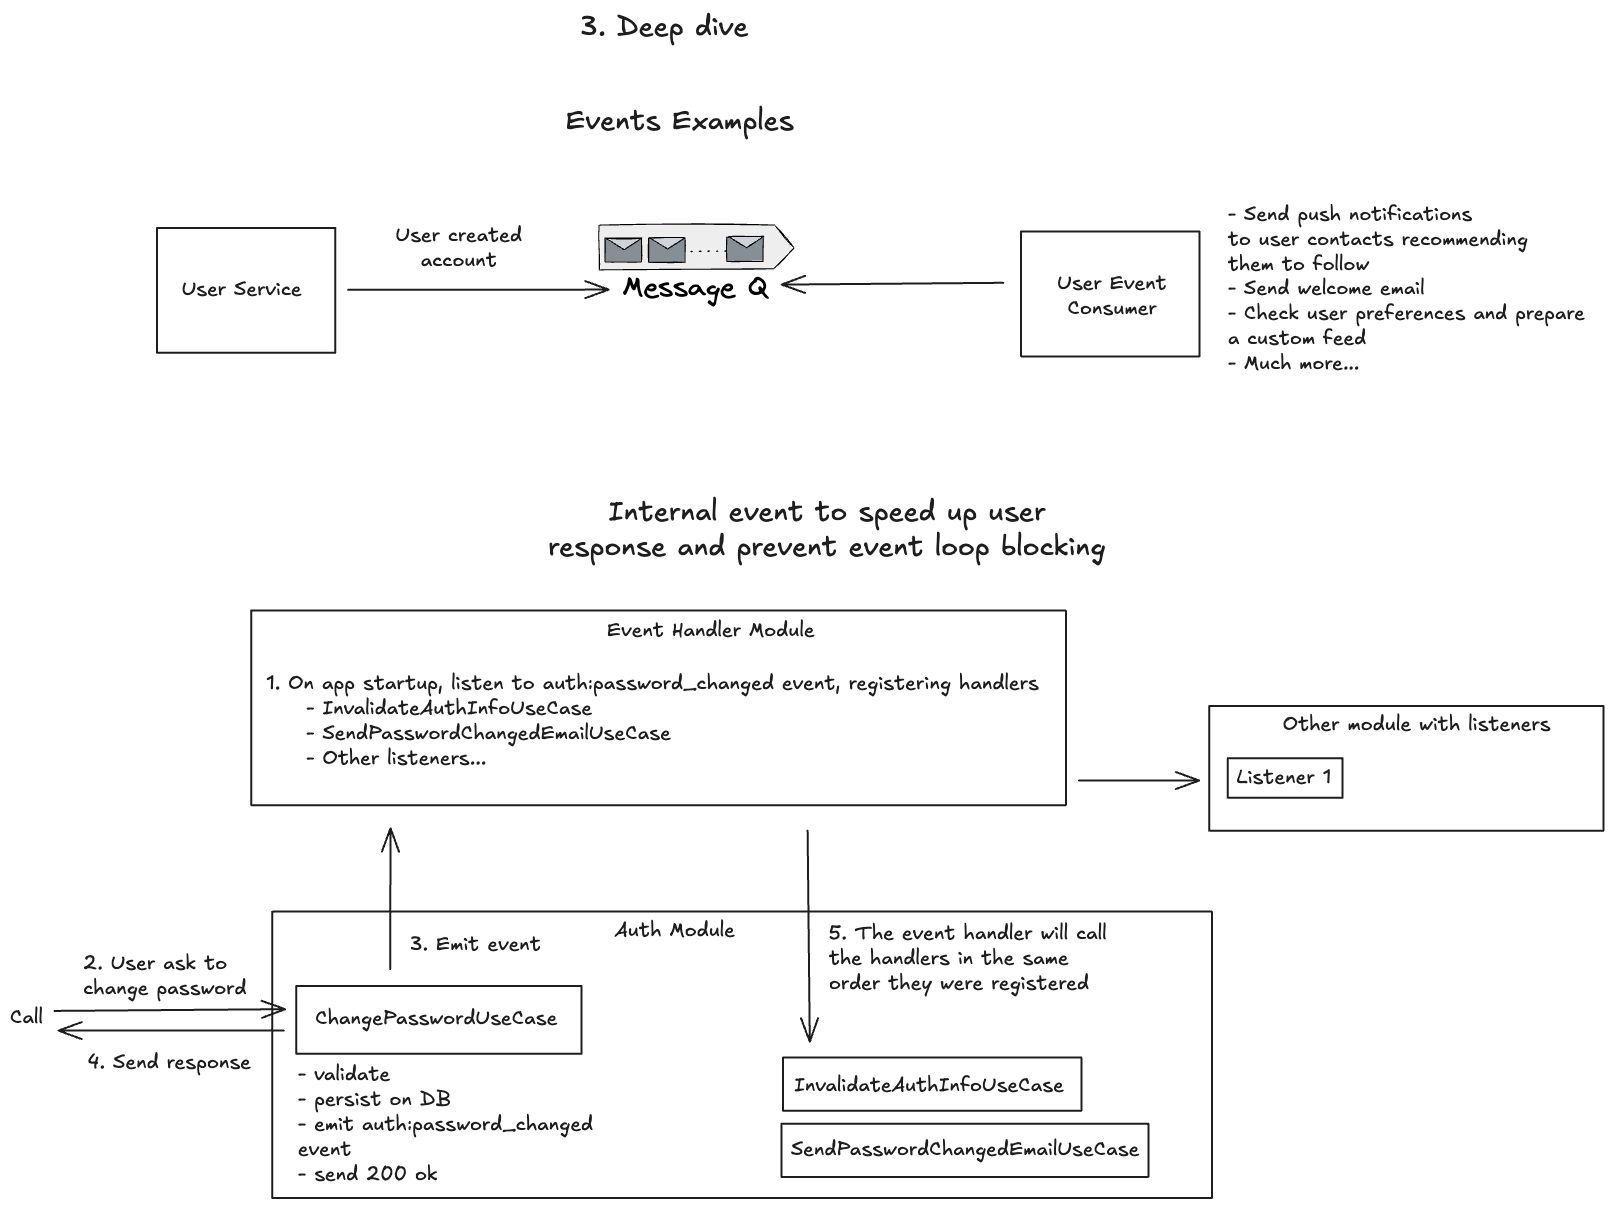 3. Deep dive
Events Examples
User Service
User created
account
Message Q
User Event
Consumer
- Send push notifications
to user contacts recommending
them to follow
- Send welcome email
- Check user preferences and prepare
a custom feed
- Much more...
Internal event to speed up user
response and prevent event loop blocking
Event Handler Module
1. On app startup, listen to auth:password_changed event, registering handlers
- InvalidateAuthInfoUseCase
- SendPasswordChangedEmailUseCase
- Other listeners...
Other module with listeners
Listener 1
Auth Module
3. Emit event
2. User ask to
change password
Call
4. Send response
ChangePasswordUseCase
- validate
- persist on DB
- emit auth:password_changed
event
- send 200 ok
5. The event handler will call
the handlers in the same
order they were registered
InvalidateAuthInfoUseCase
SendPasswordChangedEmailUseCase